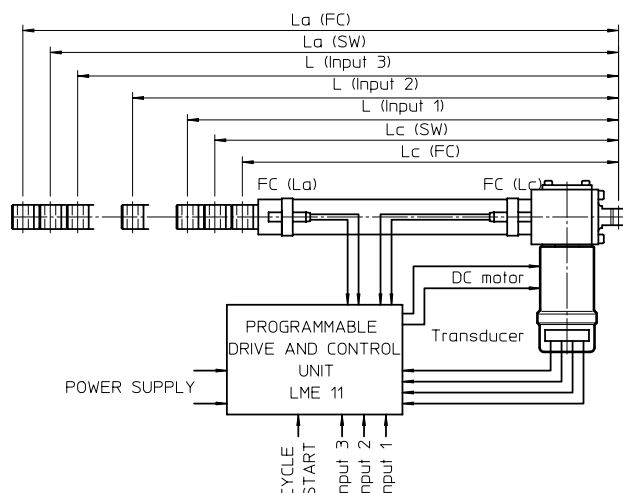 La (FC)
La (SW)
L (Input 3)
L (Input 2)
L (Input 1)
Lc (SW)
Lc (FC)
FC (La)
FC (Lc)
DC motor
Transducer
PROGRAMMABLE
DRIVE AND CONTROL
UNIT
LME 11
POWER SUPPLY
CYCLE
START
Input 3
Input 2
Input 1